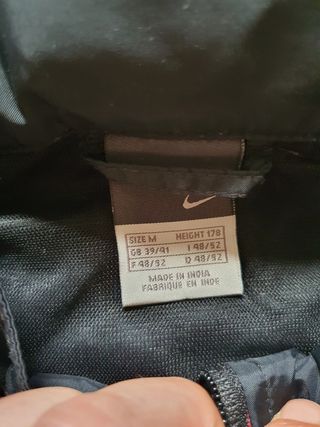 SIZE M HEIGHT 178
GB 39/41 I 48/52
F 48/52 D 48/52
MADE IN INDIA
FABRIQUE EN INDE